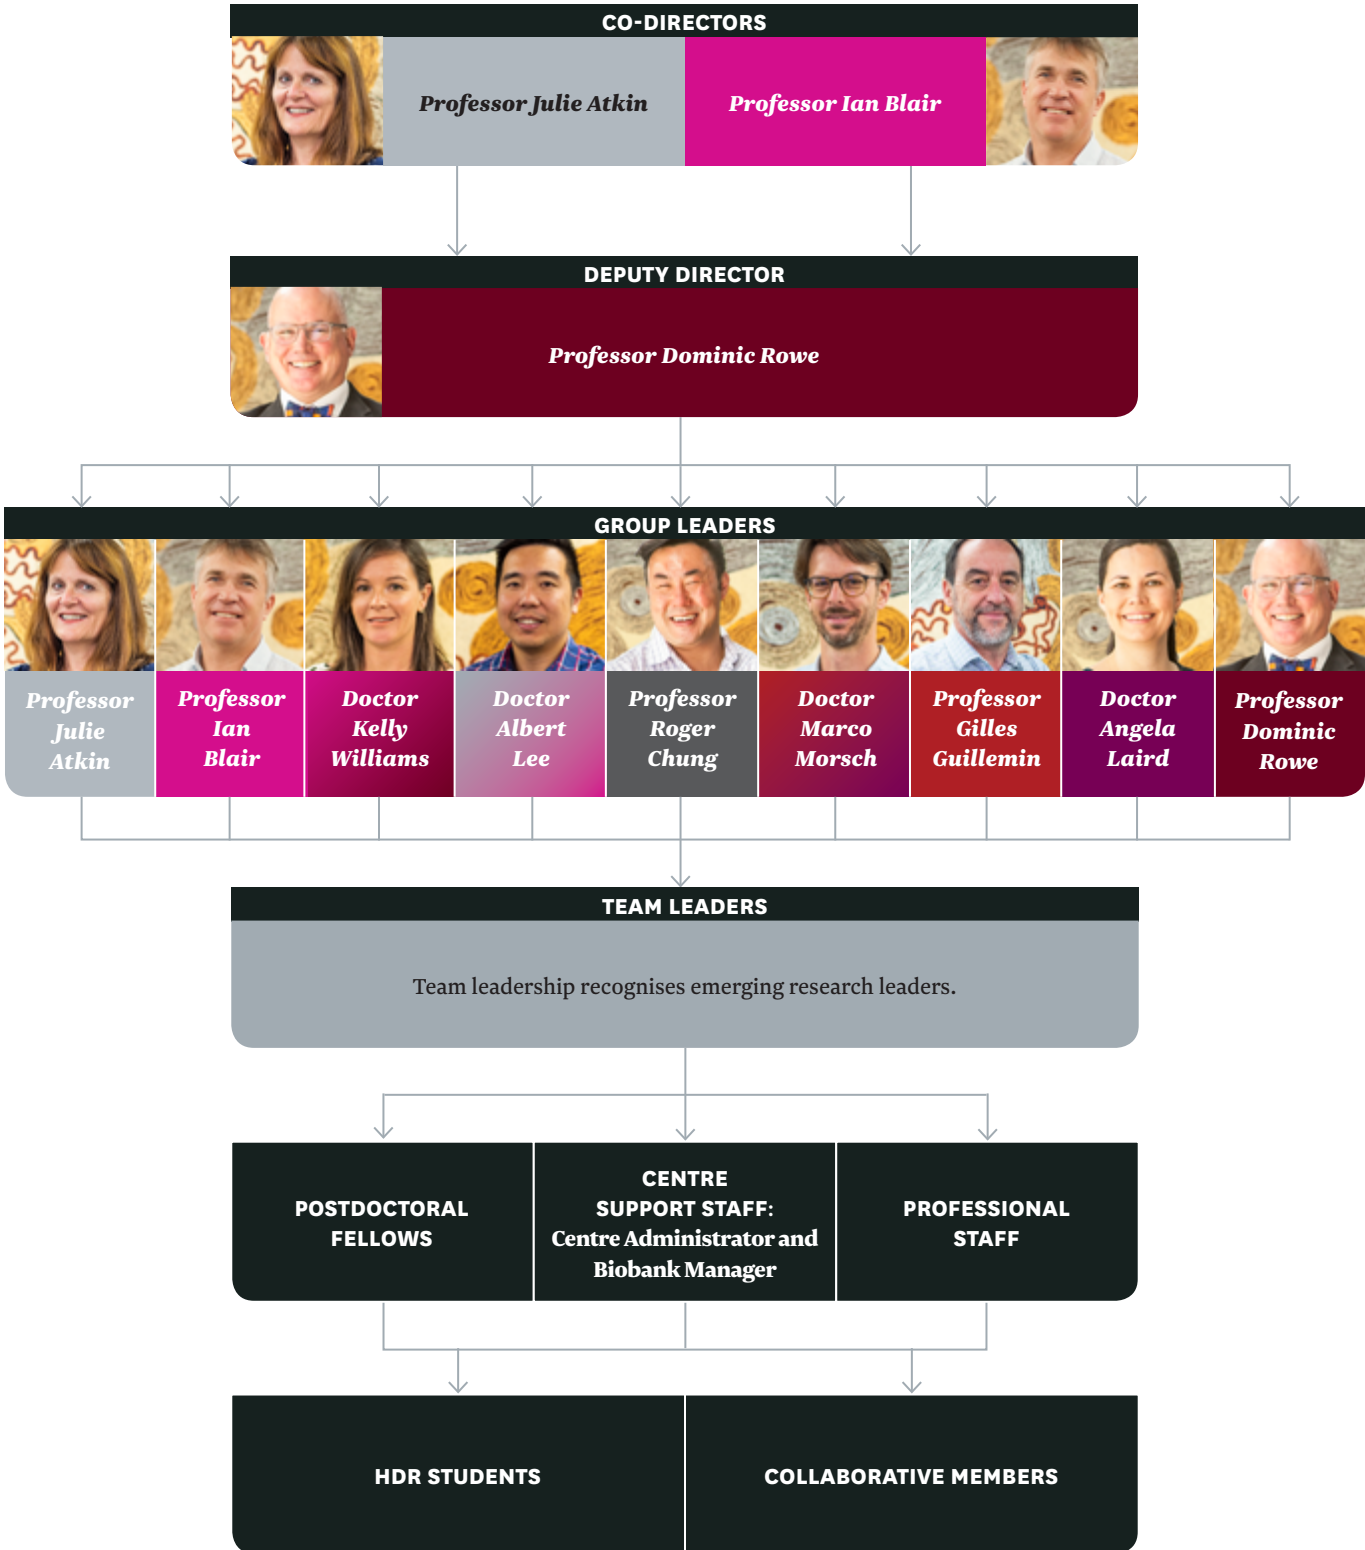 CO-DIRECTORS
Professor Julie Atkin
Professor Ian Blair
DEPUTY DIRECTOR
Professor Dominic Rowe
GROUP LEADERS
Professor
Julie
Atkin
Professor
Ian
Blair
Doctor
Kelly
Williams
Doctor
Albert
Lee
Professor
Roger
Chung
Doctor
Marco
Morsch
Professor
Gilles
Guillemin
Doctor
Angela
Laird
Professor
Dominic
Rowe
TEAM LEADERS
Team leadership recognises emerging research leaders.
POSTDOCTORAL
FELLOWS
CENTRE
SUPPORT STAFF:
Centre Administrator and
Biobank Manager
PROFESSIONAL
STAFF
HDR STUDENTS
COLLABORATIVE MEMBERS